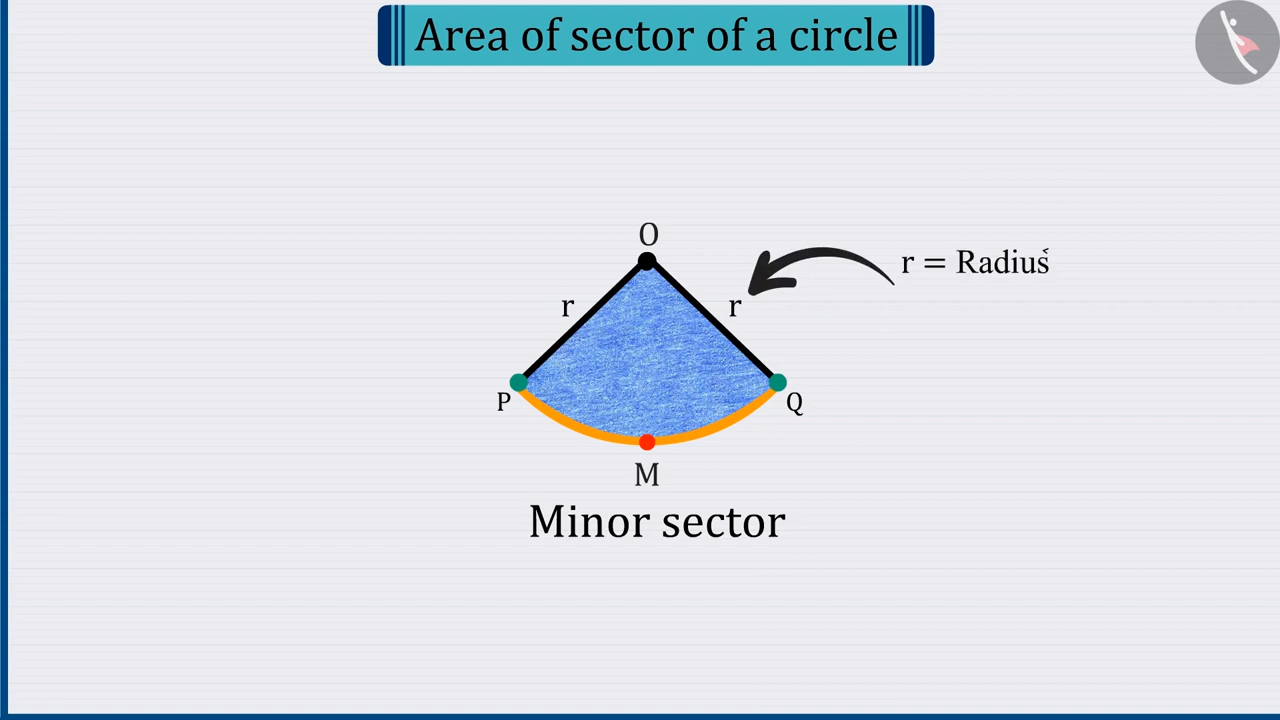 Area of sector of a circle
O
r = Radius
r
r
P
Q
M
Minor sector